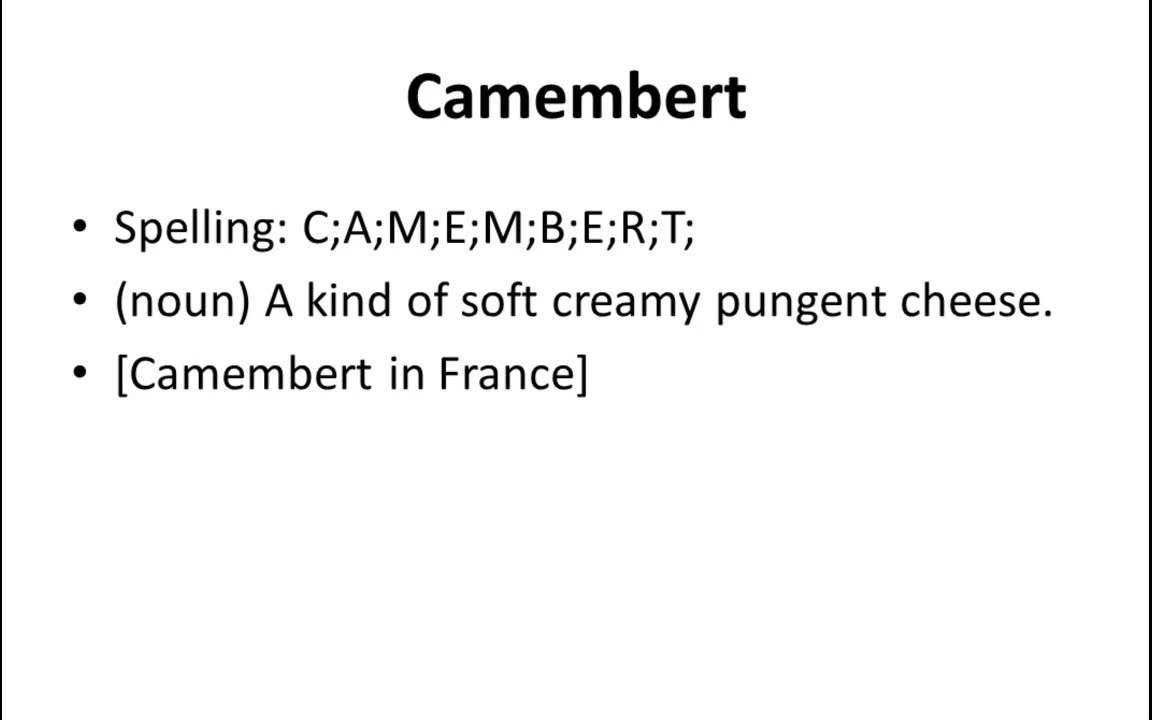 Camembert
• Spelling: C;A;M;E;M;B;E;R;T;
• (noun) A kind of soft creamy pungent cheese.
• [Camembert in France]